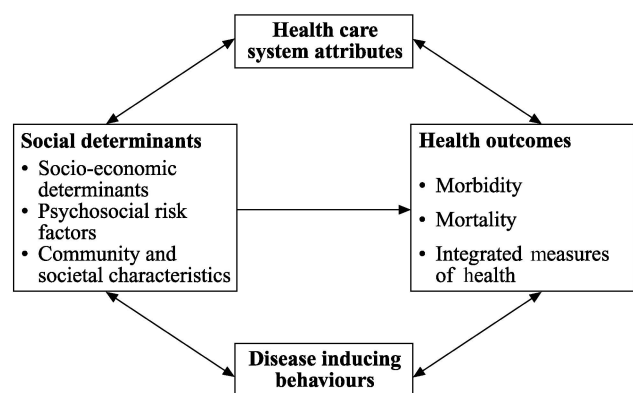 Health care
system attributes
Social determinants
• Socio-economic
determinants
• Psychosocial risk
factors
• Community and
societal characteristics
Health outcomes
• Morbidity
• Mortality
• Integrated measures
of health
Disease inducing
behaviours